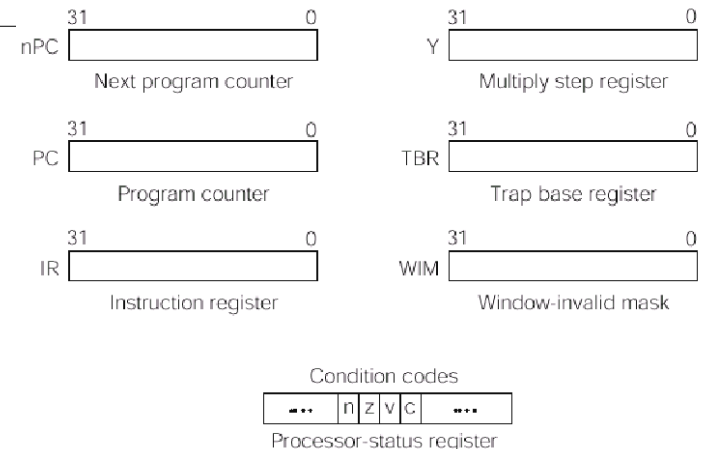 31 0 31 0
nPC Y
Next program counter Multiply step register
31 0 31 0
PC TBR
Program counter Trap base register
31 0 31 0
IR WIM
Instruction register Window-invalid mask
Condition codes
.... n z v c ....
Processor-status register